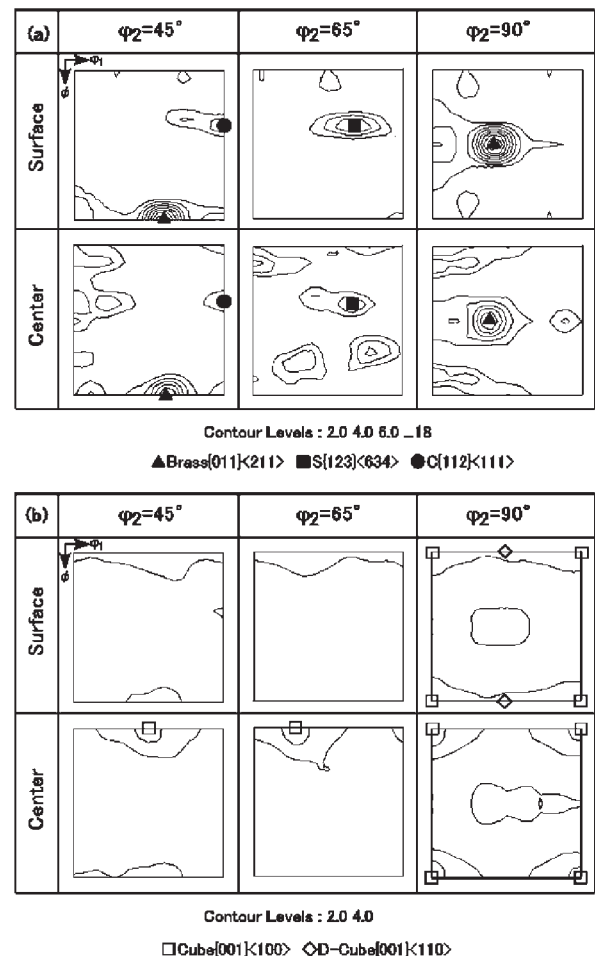 (a) φ2=45° φ2=65° φ2=90°
φ1
Surface
Center
Contour Levels : 2.0 4.0 6.0 _18
▲Brass{011}<211> ■S{123}<634> ●C{112}<111>
(b) φ2=45° φ2=65° φ2=90°
φ1
Surface
Center
Contour Levels : 2.0 4.0
□Cube{001}<100> ◇D-Cube{001}<110>